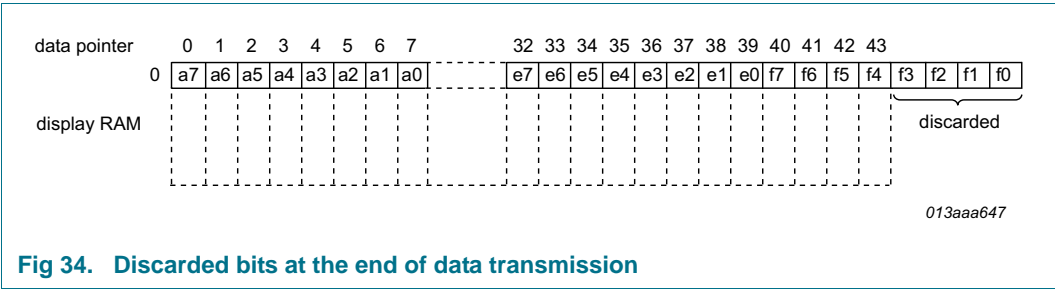 data pointer 0 1 2 3 4 5 6 7 32 33 34 35 36 37 38 39 40 41 42 43
0 a7 a6 a5 a4 a3 a2 a1 a0 e7 e6 e5 e4 e3 e2 e1 e0 f7 f6 f5 f4 f3 f2 f1 f0
display RAM discarded
013aaa647
Fig 34. Discarded bits at the end of data transmission